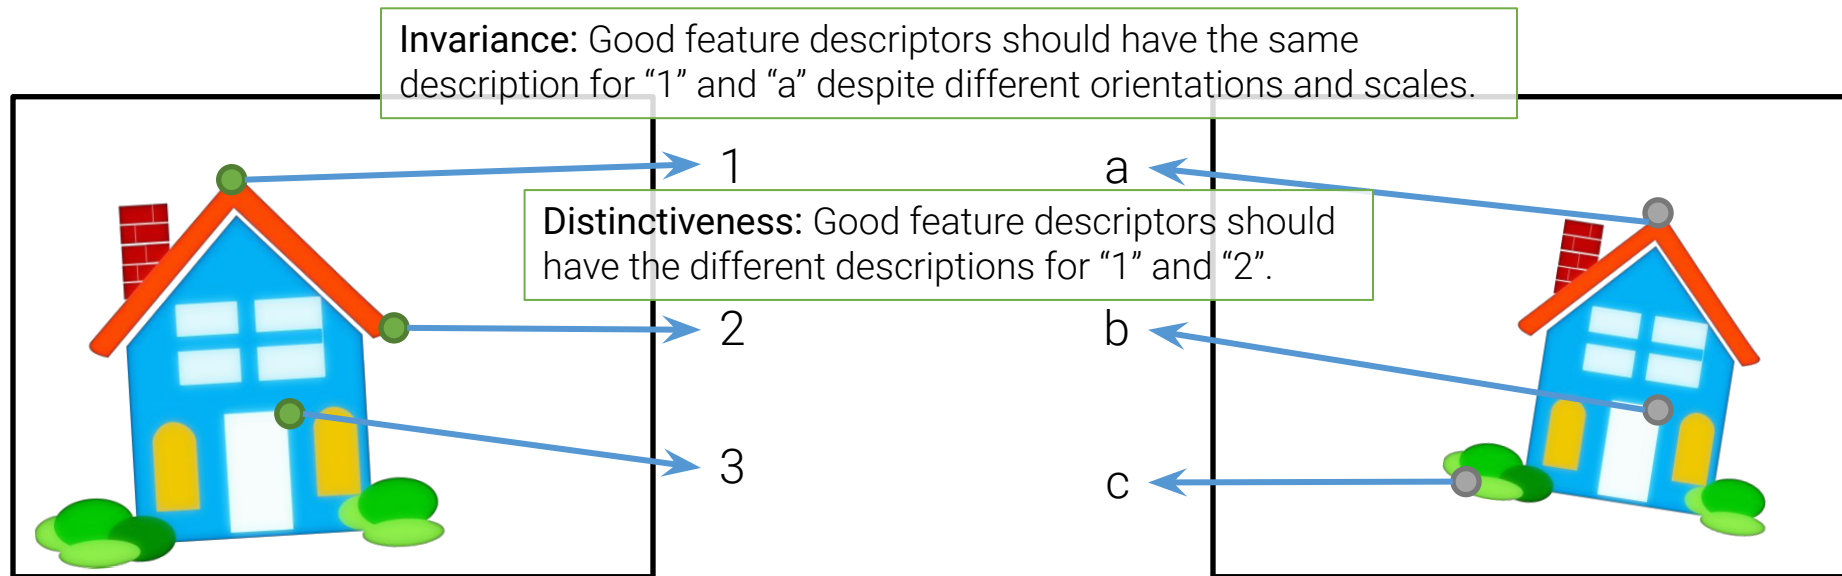 Invariance: Good feature descriptors should have the same
description for “1” and “a” despite different orientations and scales.
1
a
Distinctiveness: Good feature descriptors should
have the different descriptions for “1” and “2”.
2
b
3
c